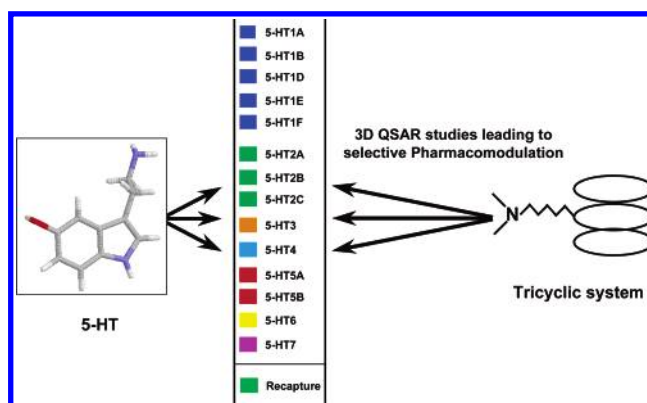 5-HT1A
5-HT1B
5-HT1D
5-HT1E
5-HT1F
5-HT2A
5-HT2B
5-HT2C
5-HT3
5-HT4
5-HT5A
5-HT5B
5-HT6
5-HT7
Recapture
5-HT
3D QSAR studies leading to
selective Pharmacomodulation
N
Tricyclic system